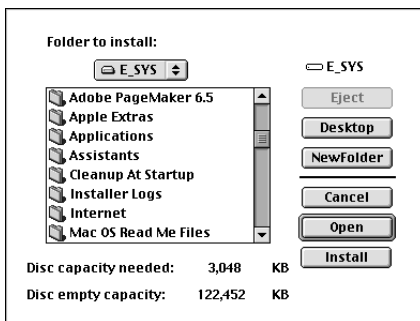 Folder to install:
E_SYS
E_SYS
Adobe PageMaker 6.5
Apple Extras
Applications
Assistants
Cleanup At Startup
Installer Logs
Internet
Mac OS Read Me Files
Eject
Desktop
NewFolder
Cancel
Open
Install
Disc capacity needed: 3,048 KB
Disc empty capacity: 122,452 KB